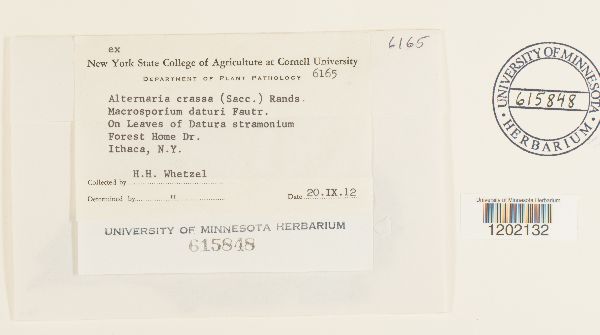 ex
6165
New York State College of Agriculture at Cornell University
DEPARTMENT OF PLANT PATHOLOGY 6165
Alternaria crassa (Sacc.) Rands.
Macrosporium daturi Fautr.
On Leaves of Datura stramonium
Forest Home Dr.
Ithaca, N.Y.
Collected by H.H. Whetzel
Determined by " Date 20.IX.12
UNIVERSITY OF MINNESOTA HERBARIUM
615848
UNIVERSITY OF MINNESOTA
615848
HERBARIUM
University of Minnesota Herbarium
1202132